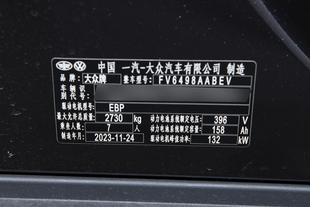 中国 一汽-大众汽车有限公司 制造
品牌 大众牌 整车型号 FV6498AABEV
车辆识别代号
驱动电机型号 EBP
最大允许总质量 2730 kg 动力电池系统额定电压 396 V
乘坐人数 7 人 动力电池系统额定容量 158 Ah
制造年月 2023-11-24 驱动电机峰值功率 132 kW